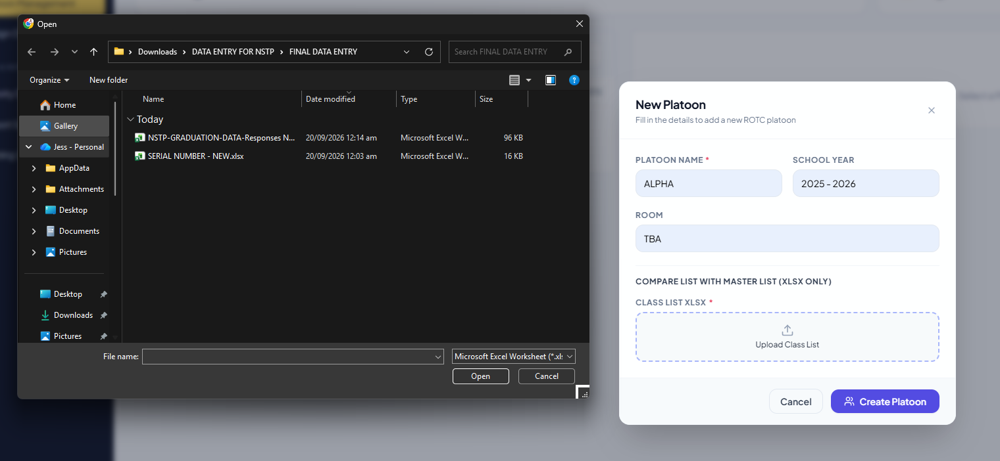 Open
Downloads
DATA ENTRY FOR NSTP
FINAL DATA ENTRY
Search FINAL DATA ENTRY
Organize
New folder
Home
Gallery
Jess - Personal
AppData
Attachments
Desktop
Documents
Pictures
Desktop
Downloads
Pictures
Name Date modified Type Size
Today
NSTP-GRADUATION-DATA-Responses N... 20/09/2026 12:14 am Microsoft Excel W... 96 KB
SERIAL NUMBER - NEW.xlsx 20/09/2026 12:03 am Microsoft Excel W... 16 KB
File name:
Microsoft Excel Worksheet (*.xls
Open
Cancel
New Platoon
Fill in the details to add a new ROTC platoon
PLATOON NAME * SCHOOL YEAR
ALPHA 2025 - 2026
ROOM
TBA
COMPARE LIST WITH MASTER LIST (XLSX ONLY)
CLASS LIST XLSX *
Upload Class List
Cancel
Create Platoon